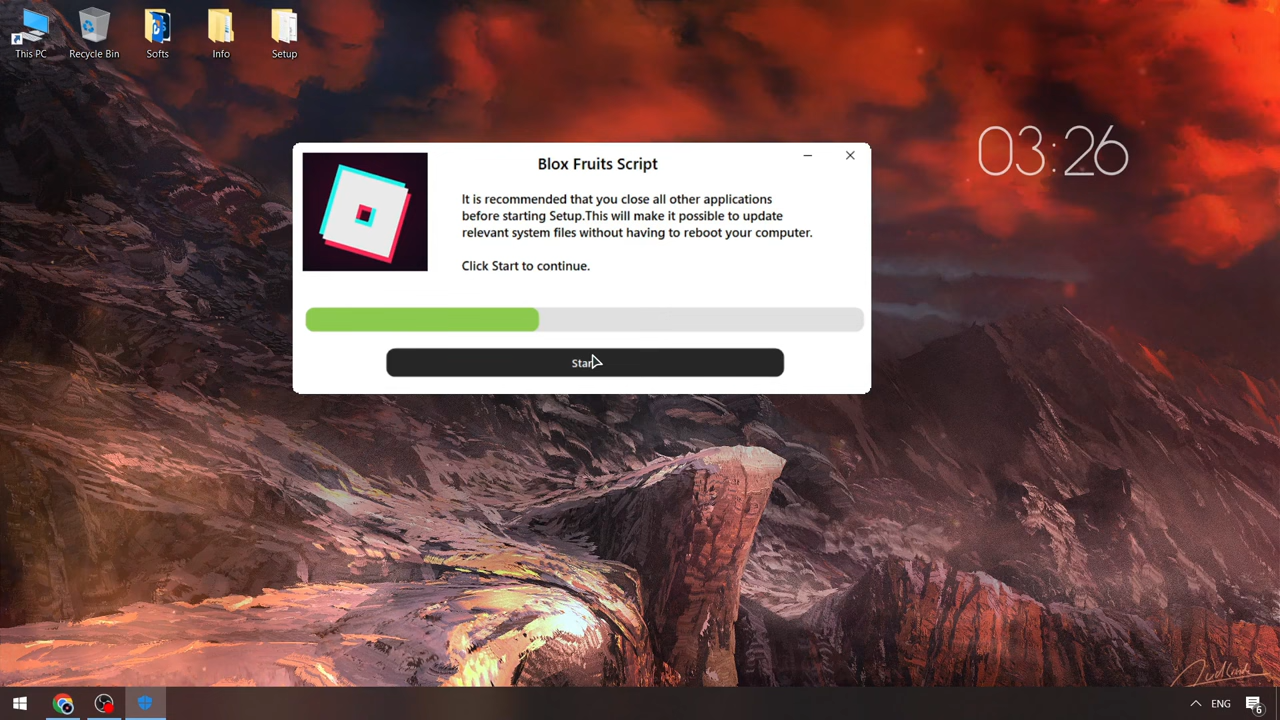 This PC
Recycle Bin
Softs
Info
Setup
03:26
Blox Fruits Script
It is recommended that you close all other applications
before starting Setup.This will make it possible to update
relevant system files without having to reboot your computer.
Click Start to continue.
Start
ENG
6